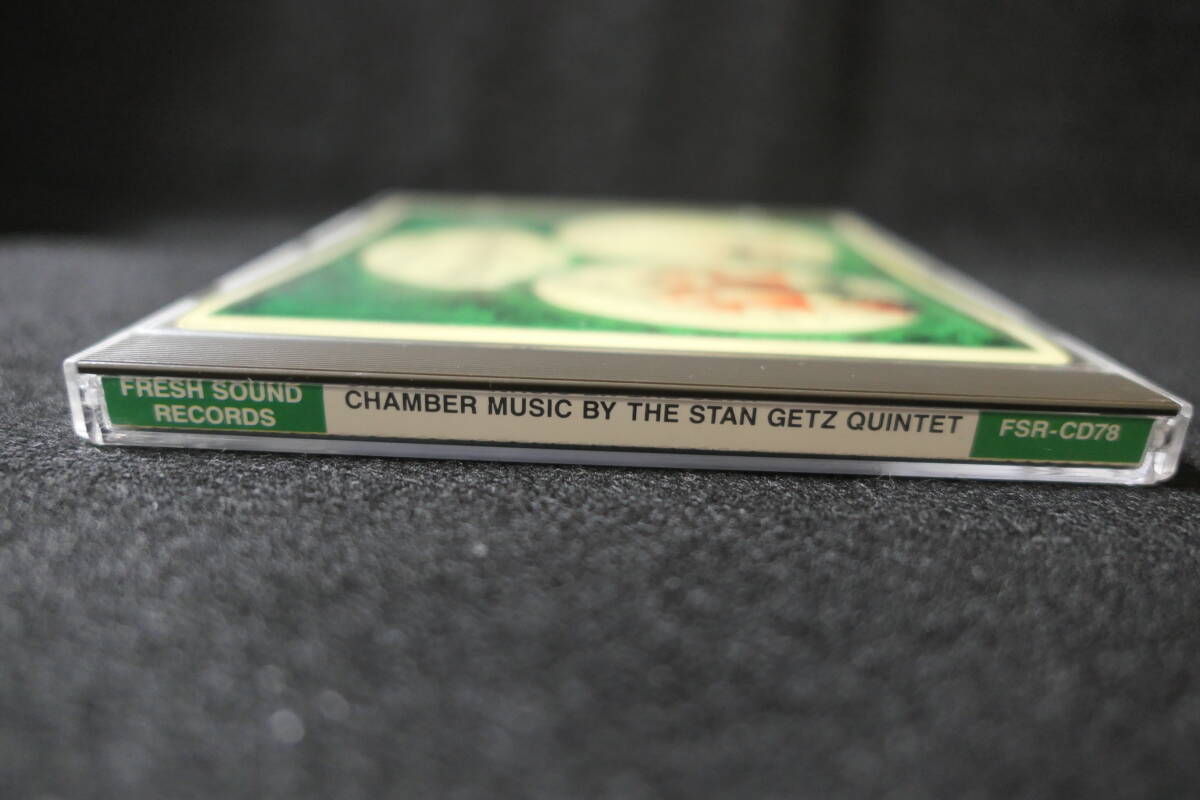 FRESH SOUND
RECORDS
CHAMBER MUSIC BY THE STAN GETZ QUINTET
FSR-CD78